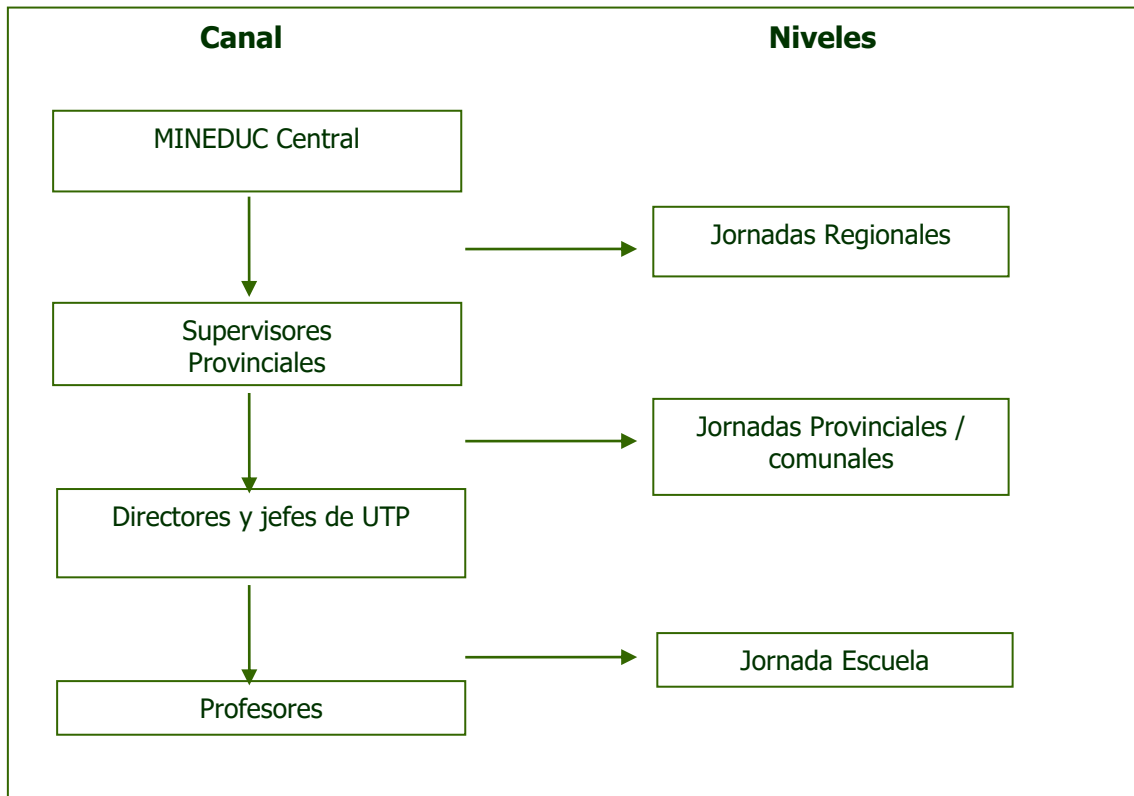 Canal
Niveles
MINEDUC Central
Jornadas Regionales
Supervisores
Provinciales
Jornadas Provinciales /
comunales
Directores y jefes de UTP
Jornada Escuela
Profesores